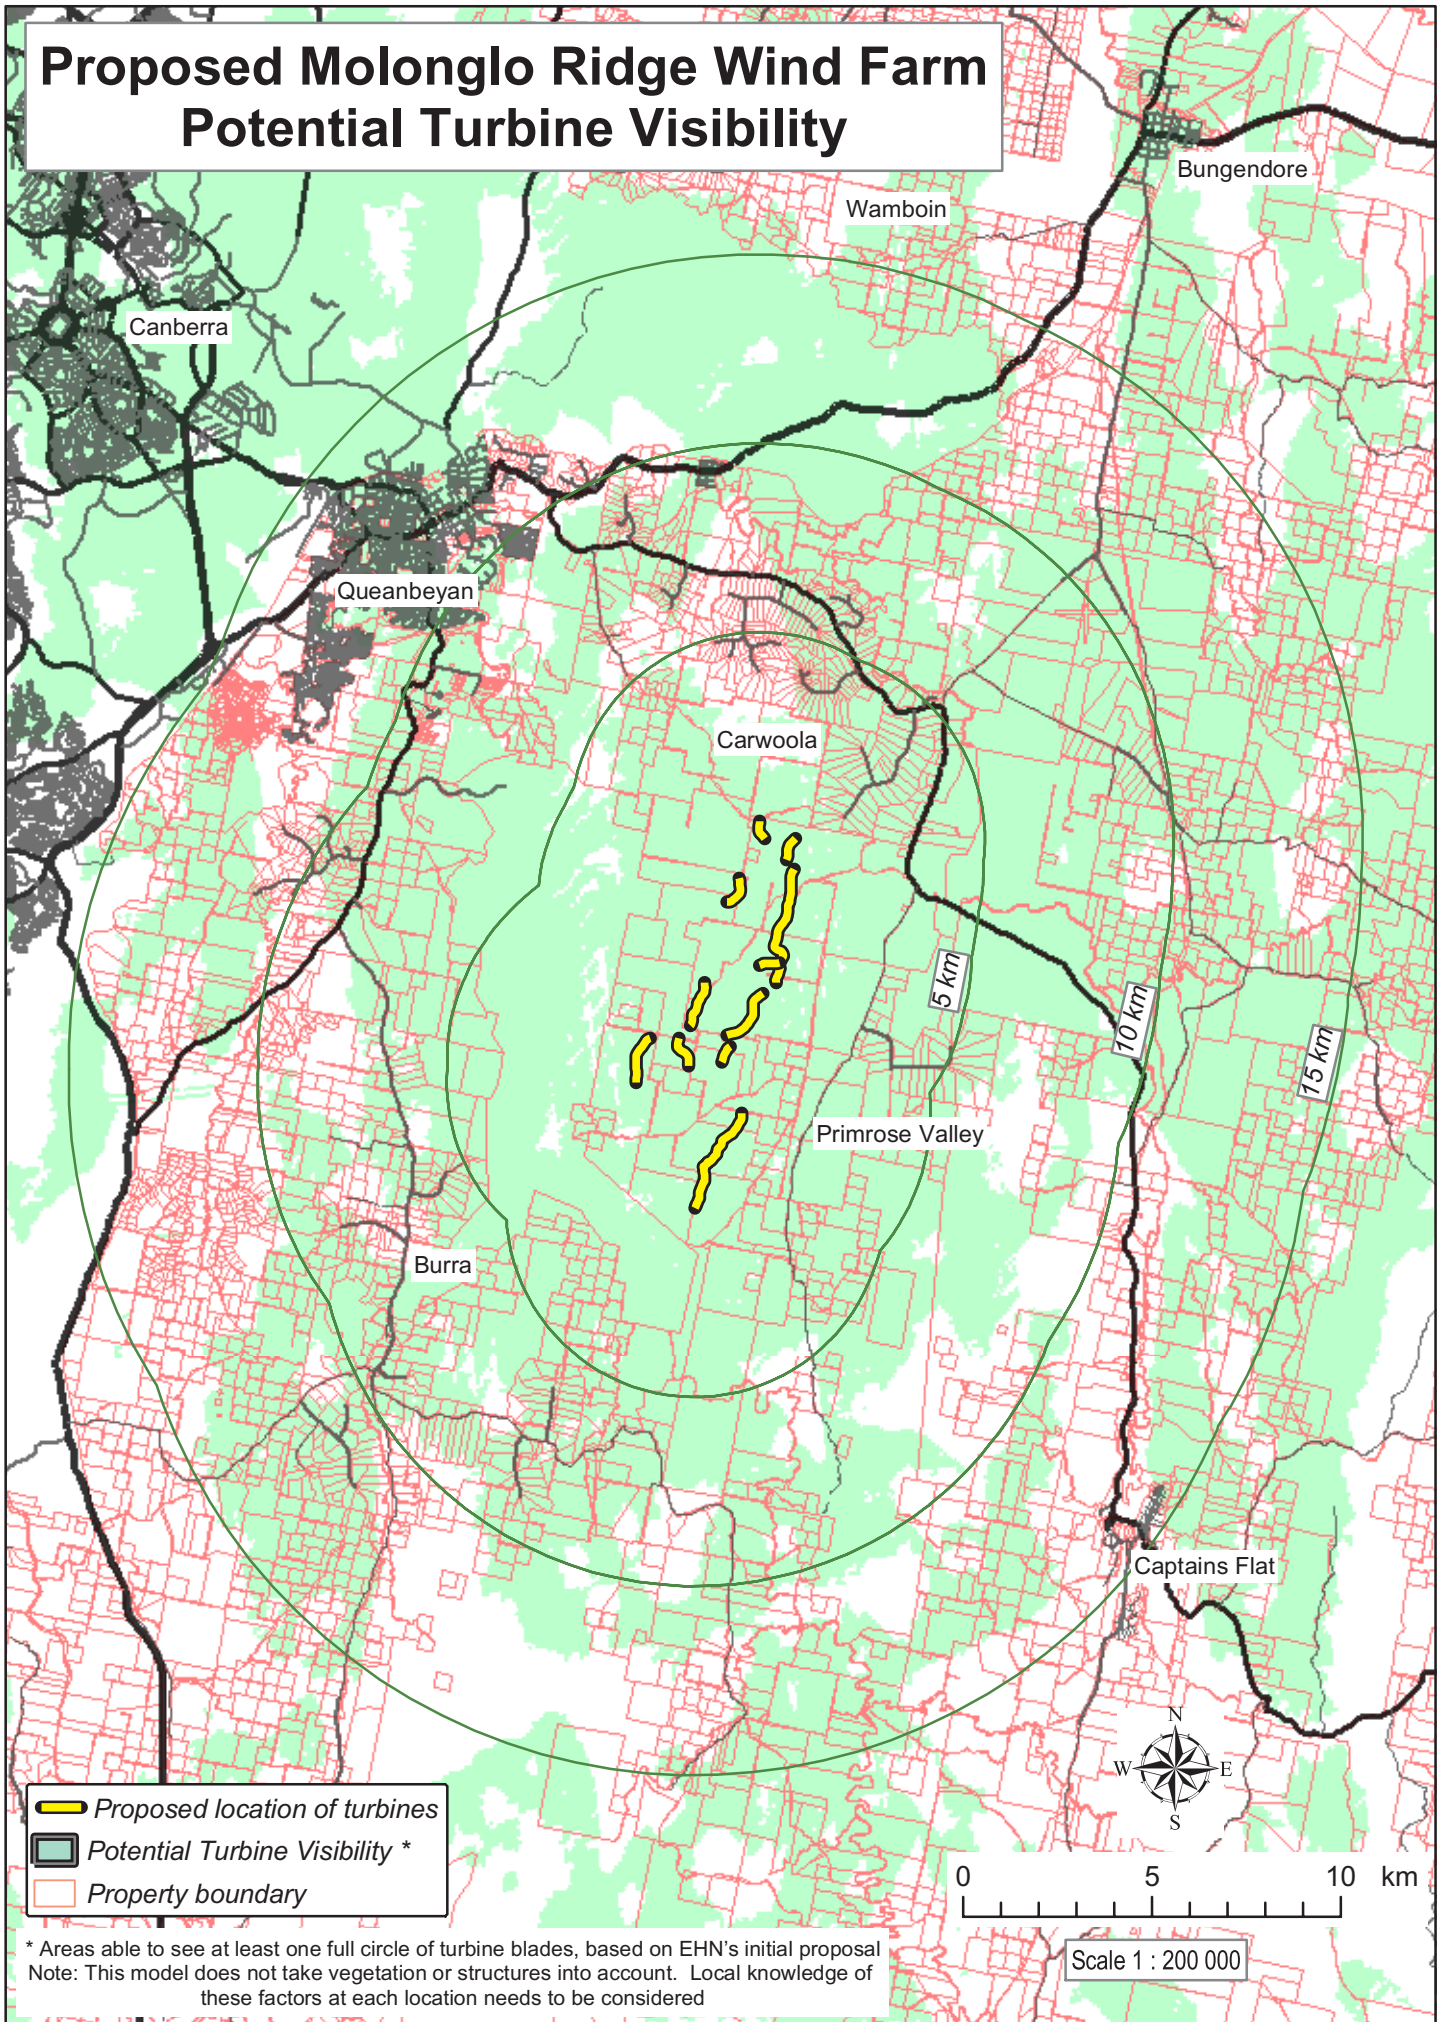 Proposed Molonglo Ridge Wind Farm
Potential Turbine Visibility
Bungendore
Wamboin
Canberra
Queanbeyan
Carwoola
5 km
10 km
15 km
Primrose Valley
Burra
Captains Flat
N
W
E
S
Proposed location of turbines
Potential Turbine Visibility *
Property boundary
0 5 10 km
Scale 1 : 200 000
* Areas able to see at least one full circle of turbine blades, based on EHN's initial proposal
Note: This model does not take vegetation or structures into account. Local knowledge of
these factors at each location needs to be considered